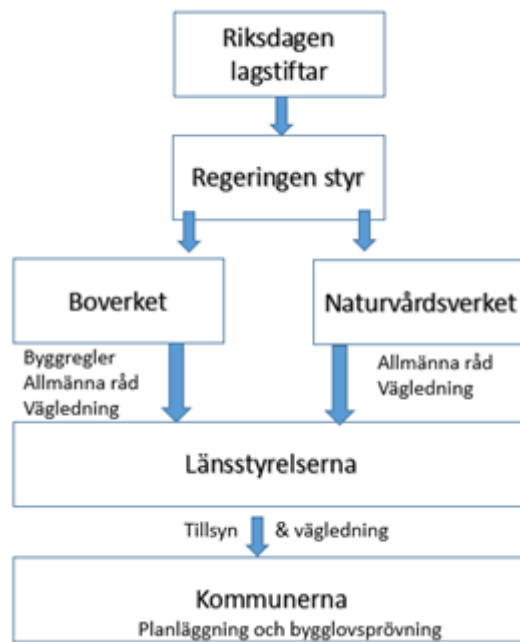 Riksdagen
lagstiftar
Regeringen styr
Boverket
Naturvårdsverket
Byggregler
Allmänna råd
Vägledning
Allmänna råd
Vägledning
Länsstyrelserna
Tillsyn & vägledning
Kommunerna
Planläggning och bygglovsprövning